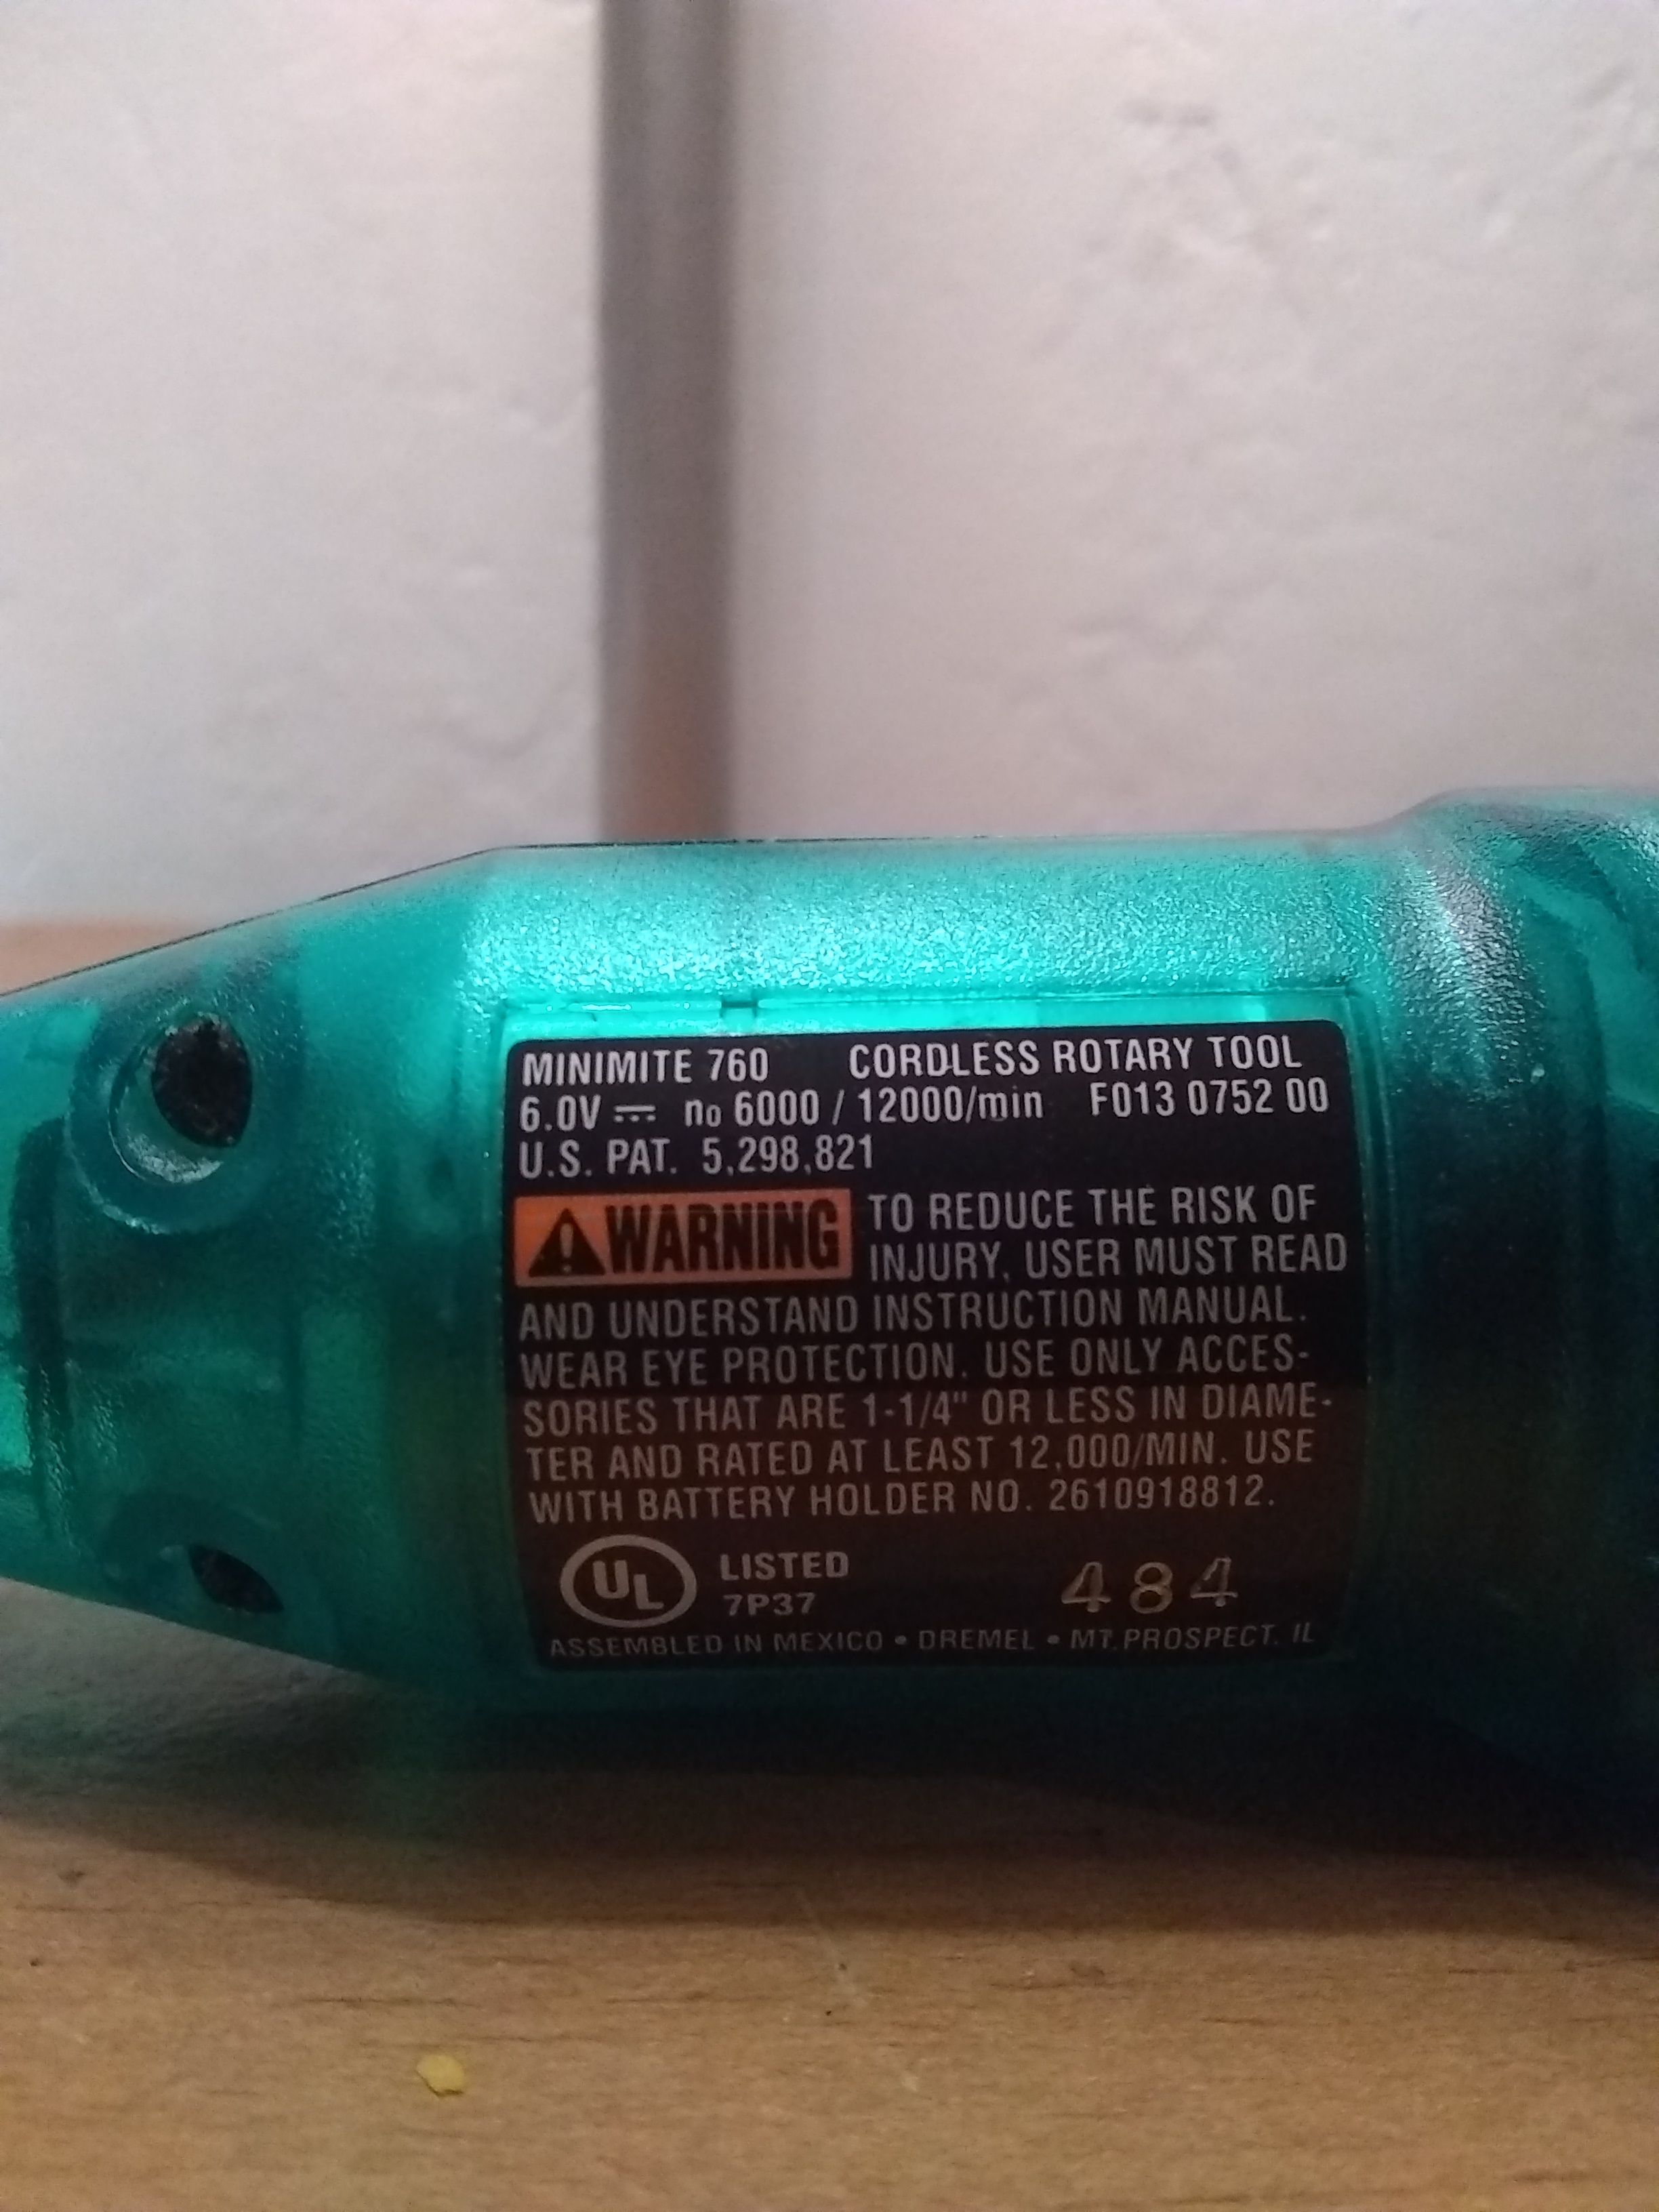 MINIMITE 760 CORDLESS ROTARY TOOL
6.0V ⎓ no 6000 / 12000/min F013 0752 00
U.S. PAT. 5,298,821
⚠WARNING TO REDUCE THE RISK OF
INJURY, USER MUST READ
AND UNDERSTAND INSTRUCTION MANUAL.
WEAR EYE PROTECTION. USE ONLY ACCES-
SORIES THAT ARE 1-1/4" OR LESS IN DIAME-
TER AND RATED AT LEAST 12,000/MIN. USE
WITH BATTERY HOLDER NO. 2610918812.
UL LISTED
7P37
484
ASSEMBLED IN MEXICO • DREMEL • MT. PROSPECT, IL